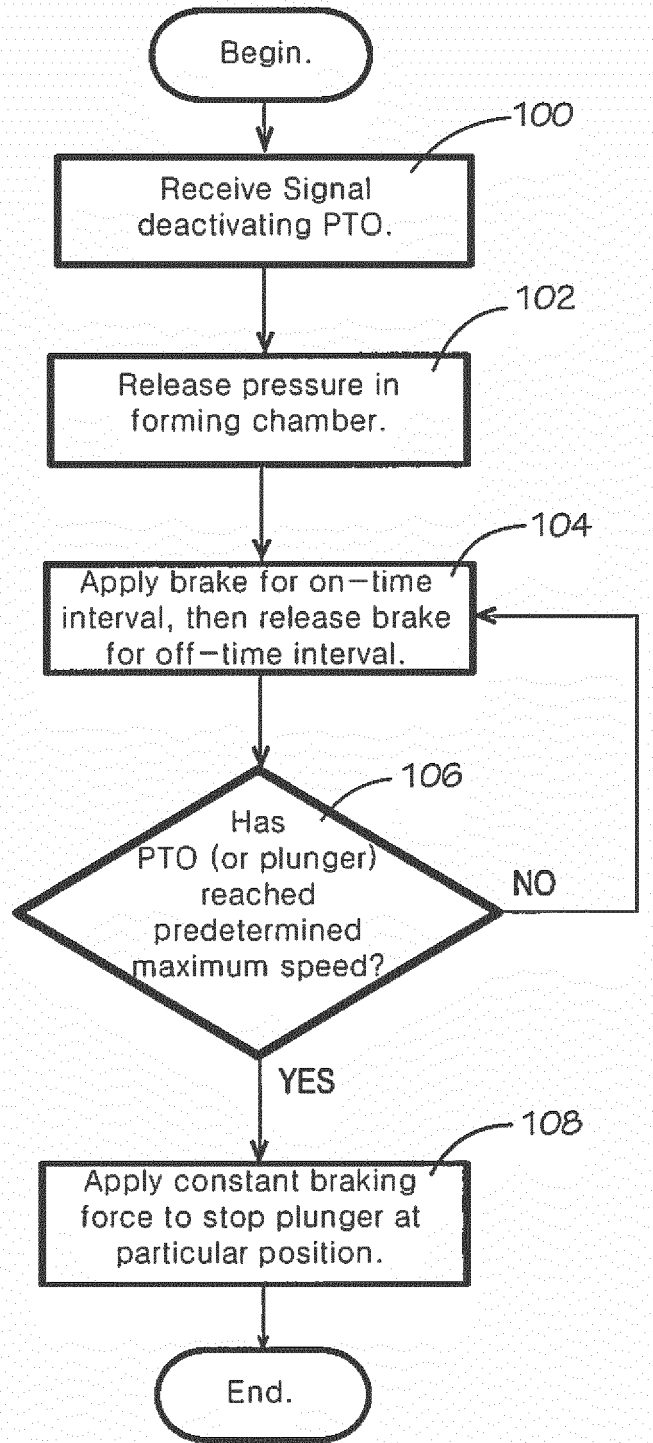 Begin.
100
Receive Signal
deactivating PTO.
102
Release pressure in
forming chamber.
104
Apply brake for on-time
interval, then release brake
for off-time interval.
106
Has
PTO (or plunger)
reached
predetermined
maximum speed?
NO
YES
108
Apply constant braking
force to stop plunger at
particular position.
End.